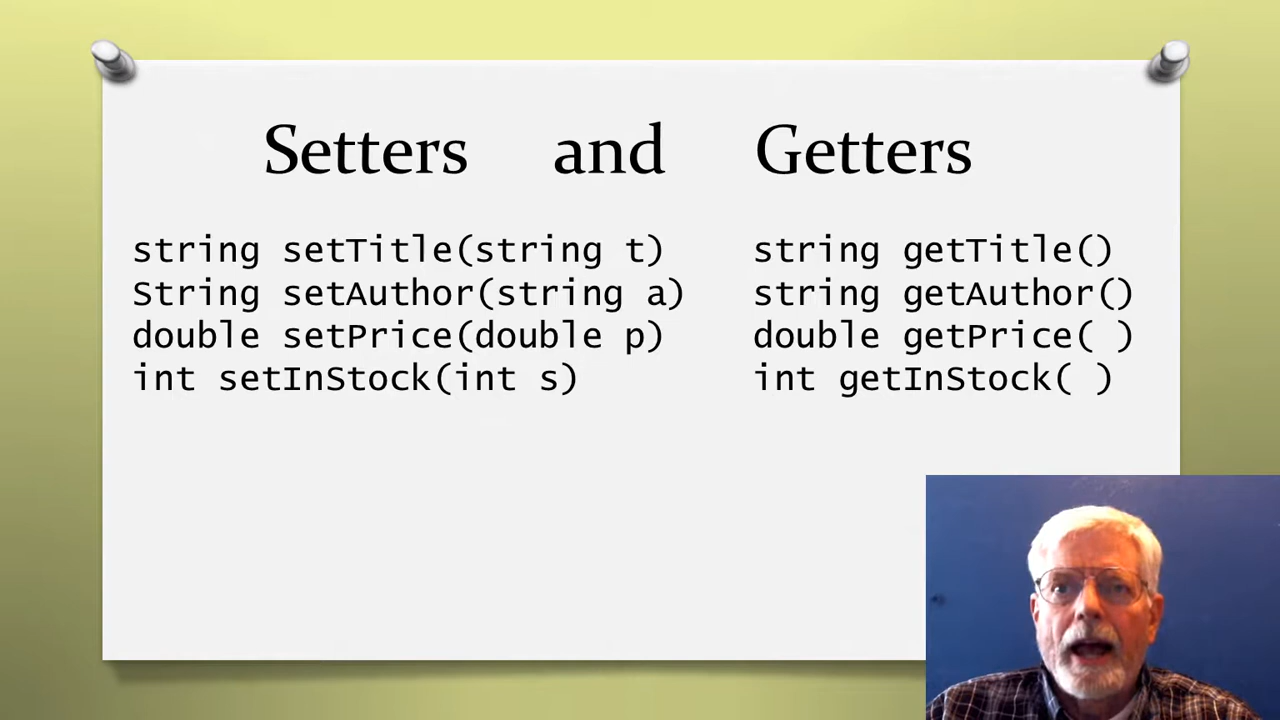 Setters and Getters
string setTitle(string t)
String setAuthor(string a)
double setPrice(double p)
int setInStock(int s)
string getTitle()
string getAuthor()
double getPrice( )
int getInStock( )